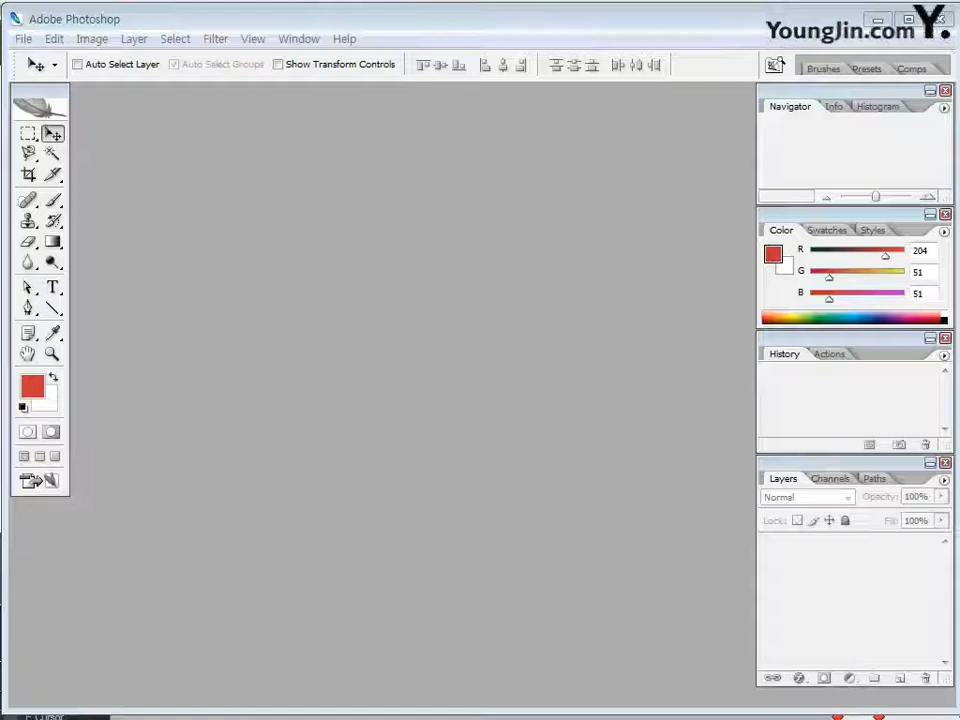 Adobe Photoshop
YoungJin.com Y.
File Edit Image Layer Select Filter View Window Help
Auto Select Layer Auto Select Groups Show Transform Controls
Brushes Presets Comps
Navigator Info Histogram
Color Swatches Styles
R 204
G 51
B 51
T
History Actions
Layers Channels Paths
Normal Opacity: 100%
Lock: Fill: 100%